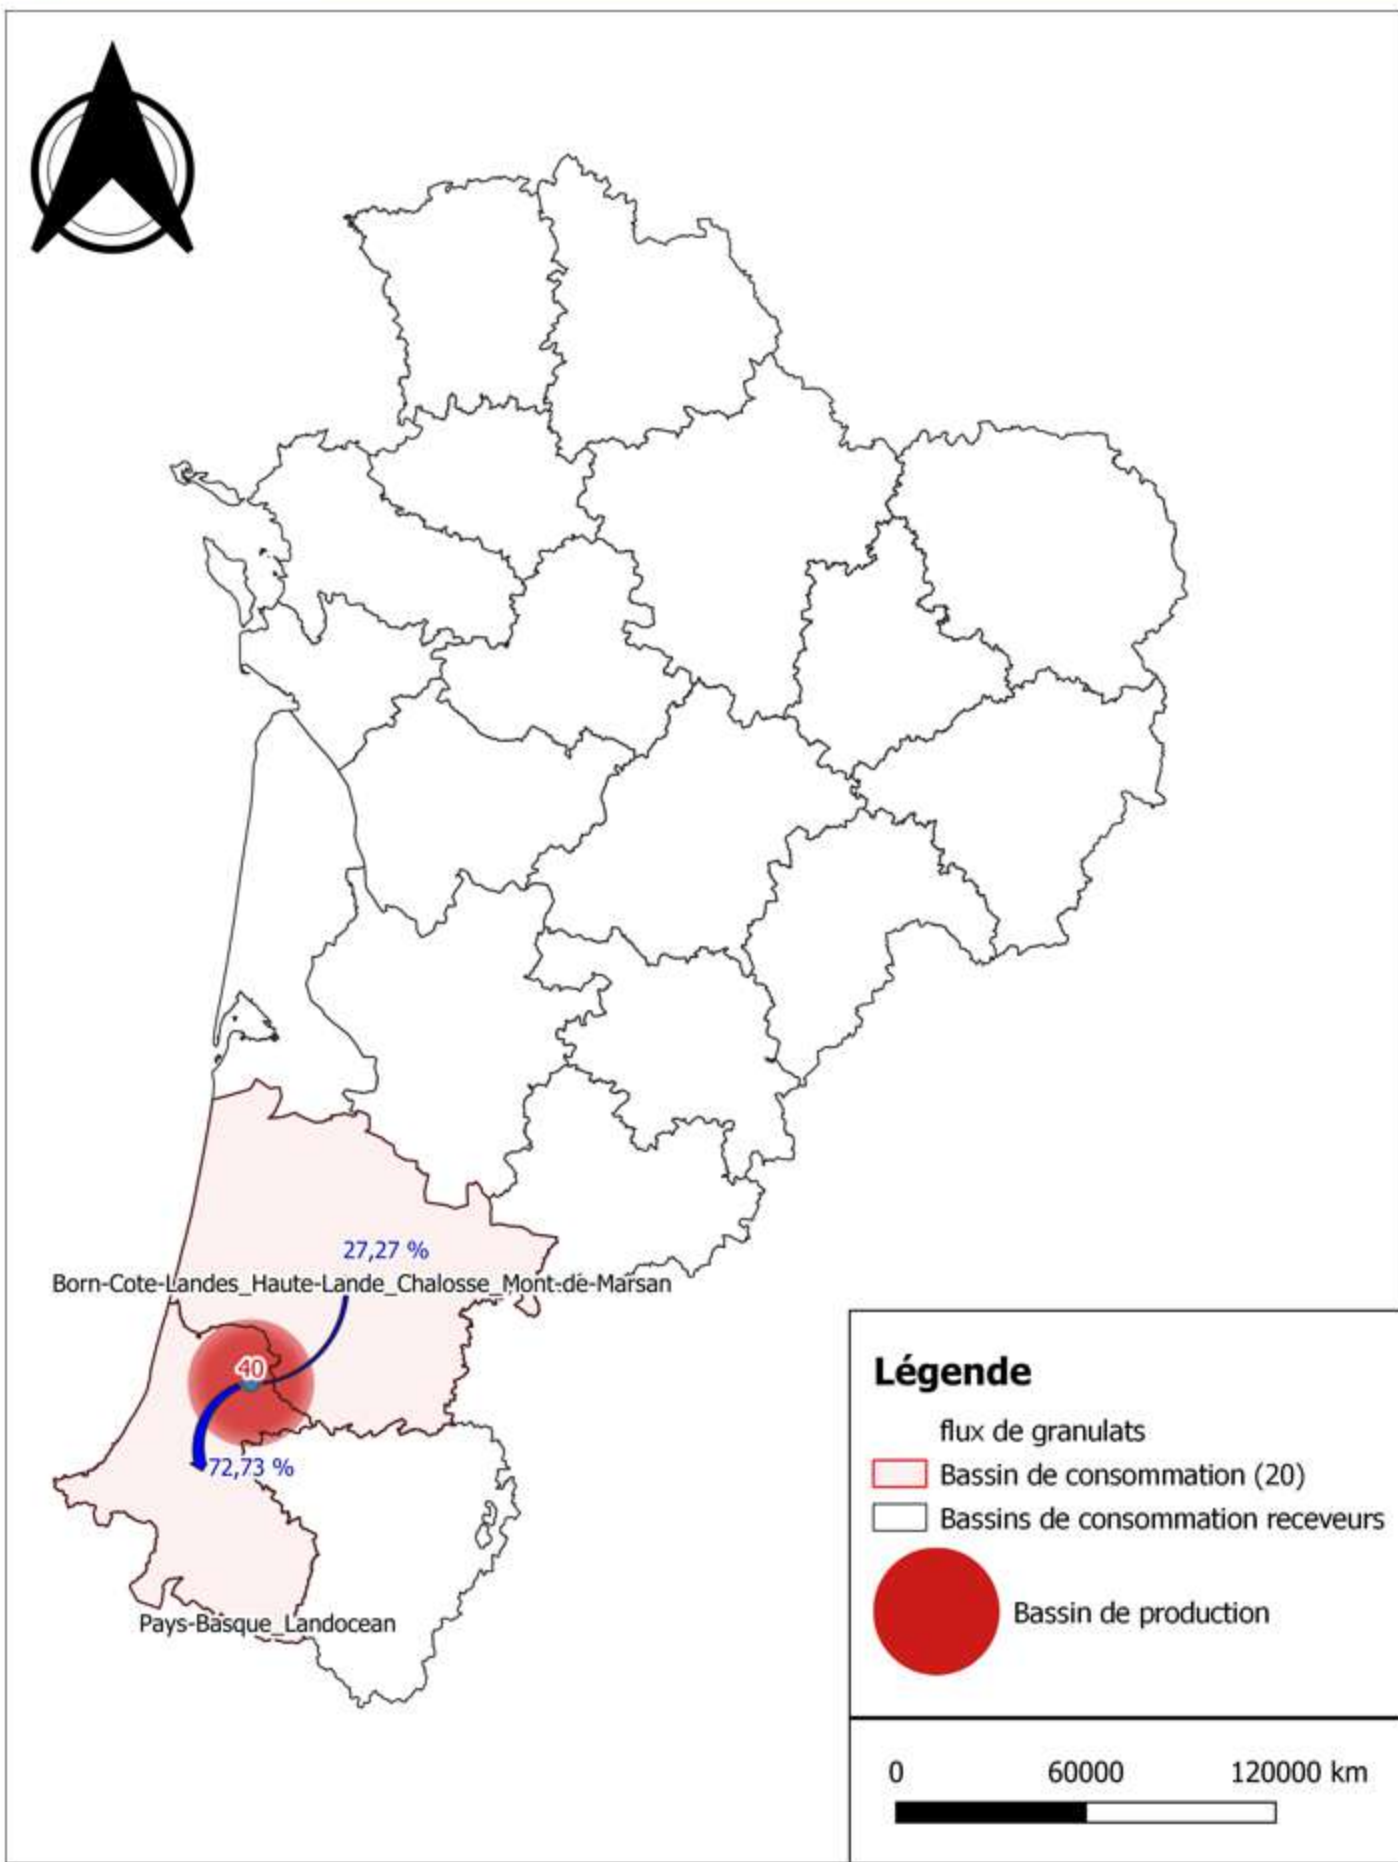 27,27 %
Born-Cote-Landes_Haute-Lande_Chalosse_Mont-de-Marsan
40
72,73 %
Pays-Basque_Landocean
Légende
flux de granulats
Bassin de consommation (20)
Bassins de consommation receveurs
Bassin de production
0 60000 120000 km